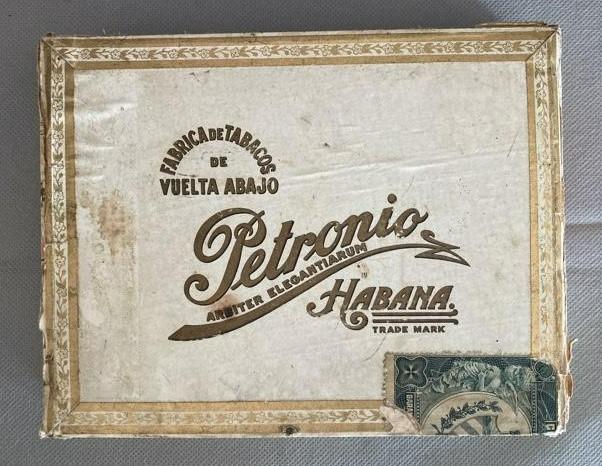 FABRICA DE TABACOS
DE
VUELTA ABAJO
Petronio
ARBITER ELEGANTIARUM
HABANA.
TRADE MARK